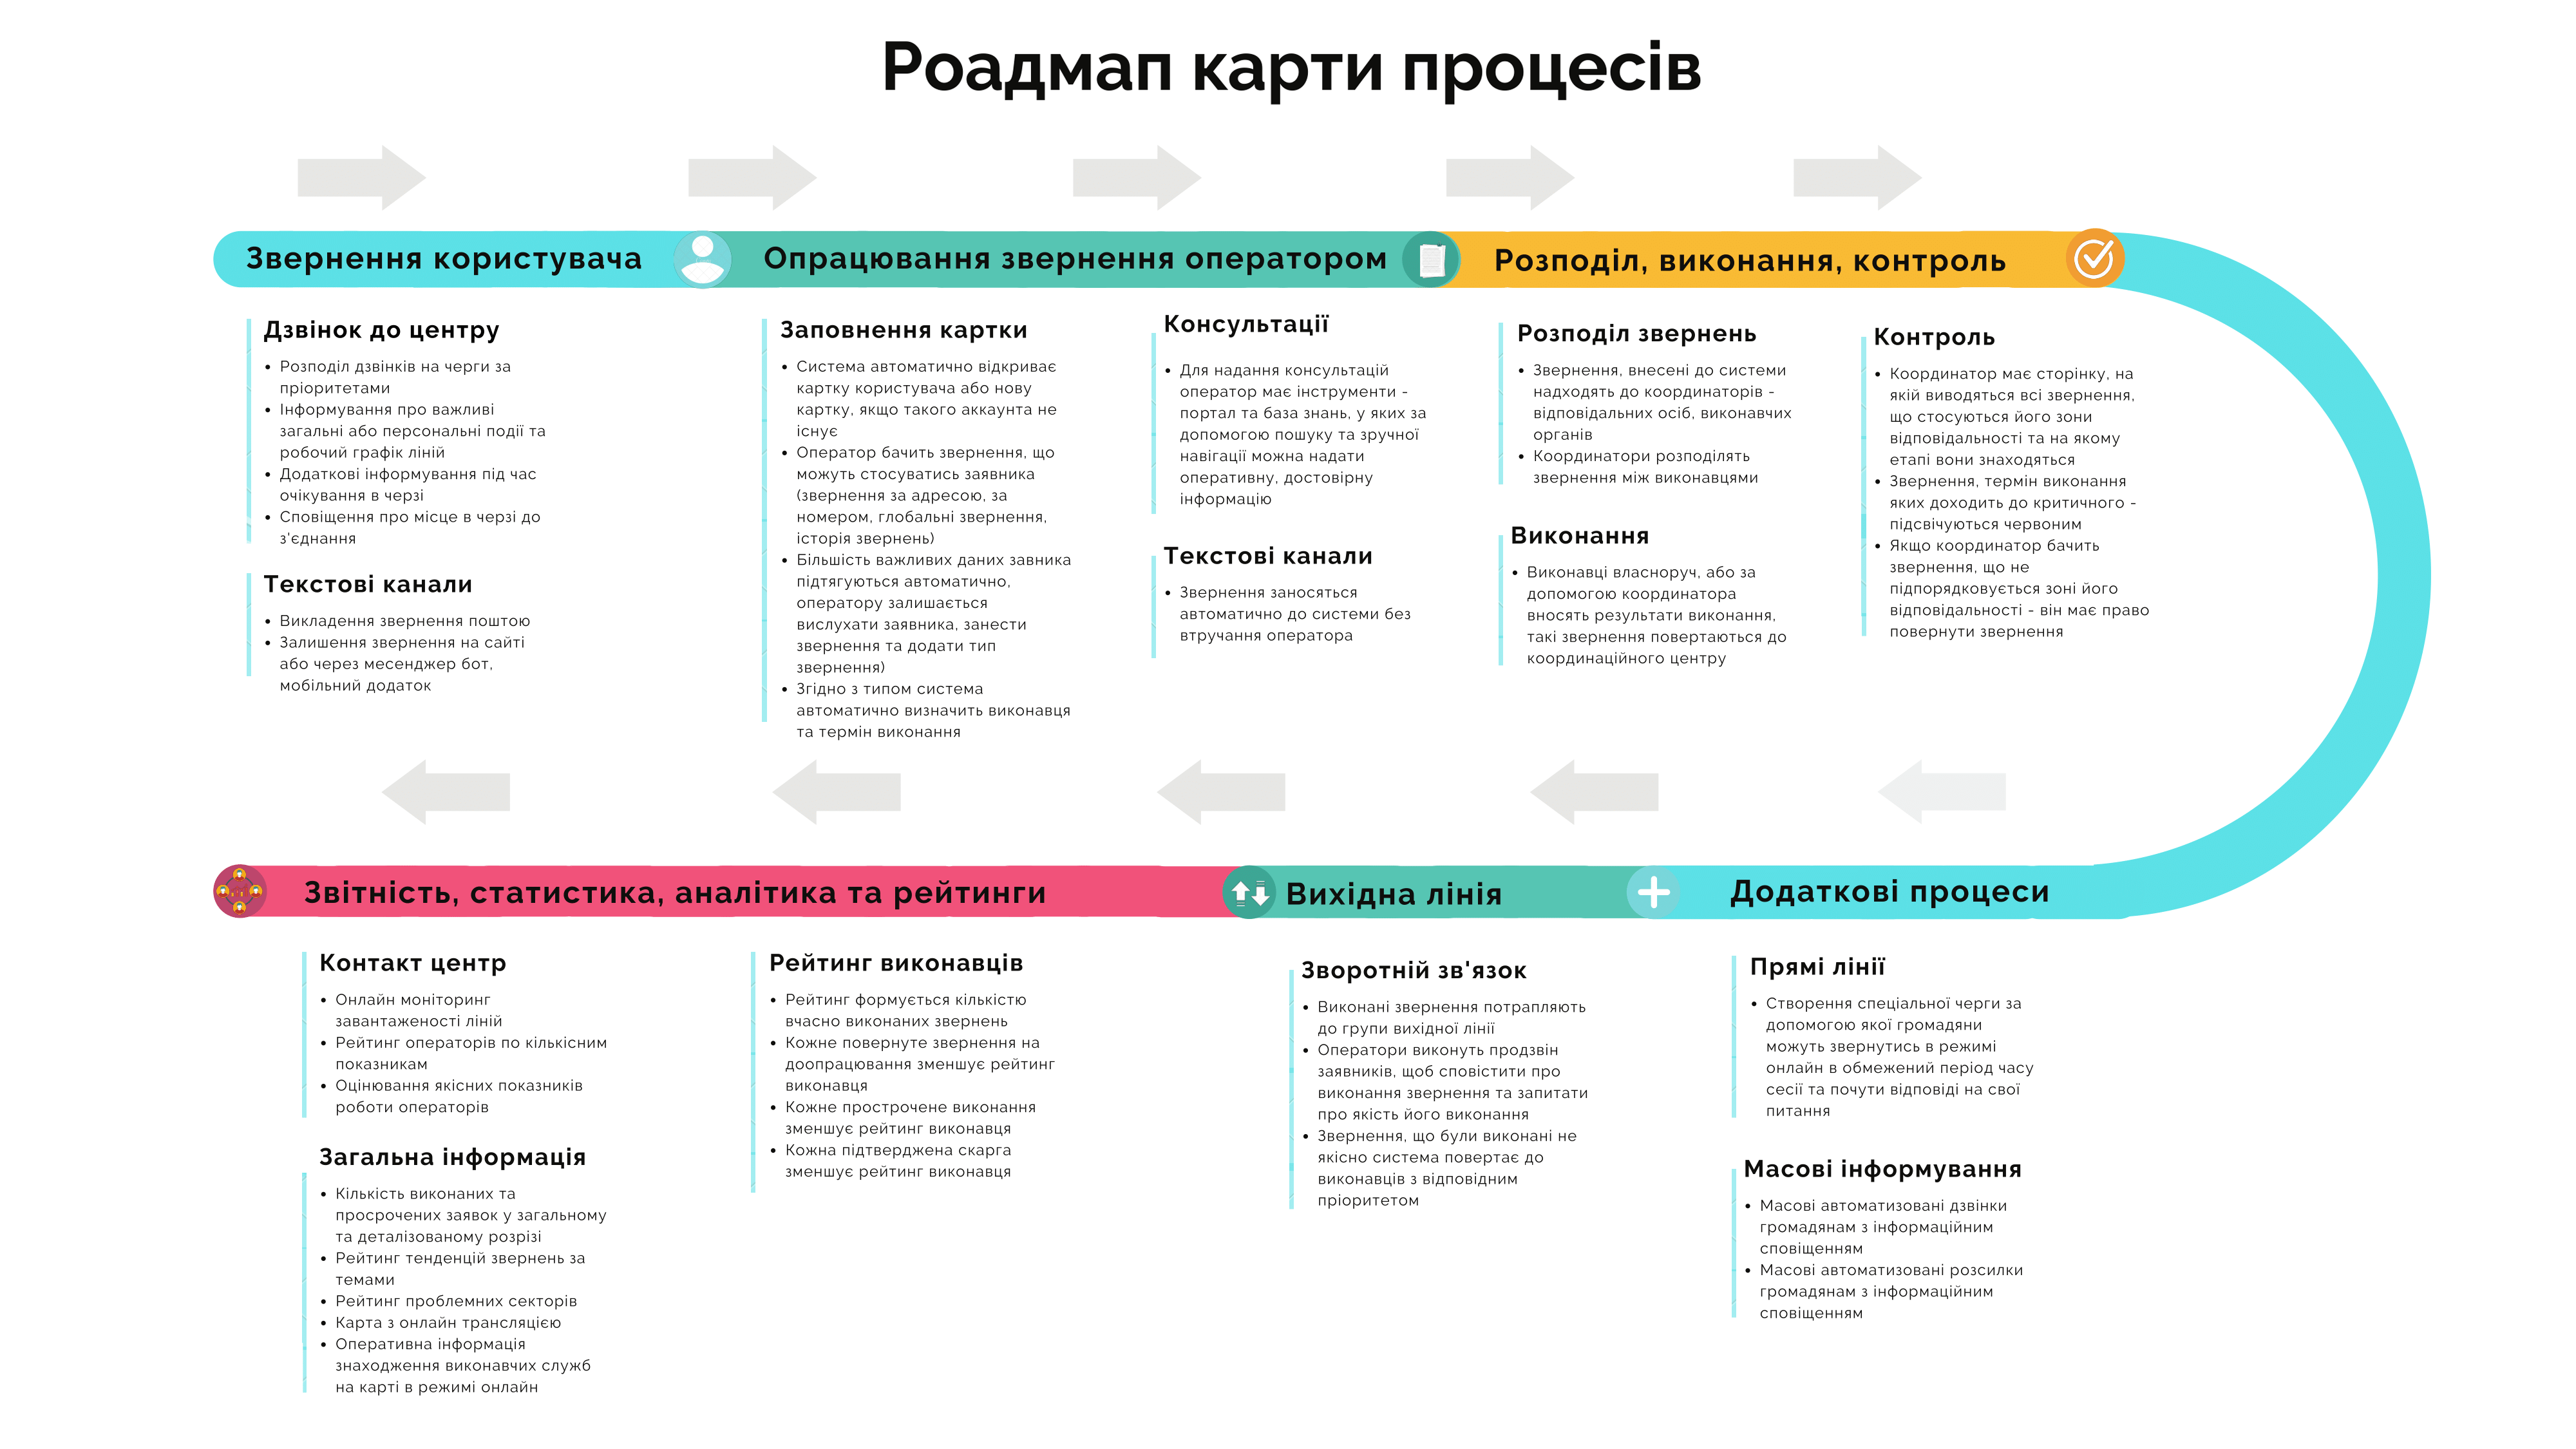 Роадмап карти процесів
Звернення користувача
Дзвінок до центру
• Розподіл дзвінків на черги за
пріоритетами
• Інформування про важливі
загальні або персональні події та
робочий графік ліній
• Додаткові інформування під час
очікування в черзі
• Сповіщення про місце в черзі до
з'єднання
Текстові канали
• Викладення звернення поштою
• Залишення звернення на сайті
або через месенджер бот,
мобільний додаток
Опрацювання звернення оператором
Заповнення картки
• Система автоматично відкриває
картку користувача або нову
картку, якщо такого аккаунта не
існує
• Оператор бачить звернення, що
можуть стосуватись заявника
(звернення за адресою, за
номером, глобальні звернення,
історія звернень)
• Більшість важливих даних завника
підтягуються автоматично,
оператору залишається
вислухати заявника, занести
звернення та додати тип
звернення)
• Згідно з типом система
автоматично визначить виконавця
та термін виконання
Консультації
• Для надання консультацій
оператор має інструменти -
портал та база знань, у яких за
допомогою пошуку та зручної
навігації можна надати
оперативну, достовірну
інформацію
Текстові канали
• Звернення заносяться
автоматично до системи без
втручання оператора
Розподіл, виконання, контроль
Розподіл звернень
• Звернення, внесені до системи
надходять до координаторів -
відповідальних осіб, виконавчих
органів
• Координатори розподілять
звернення між виконавцями
Виконання
• Виконавці власноруч, або за
допомогою координатора
вносять результати виконання,
такі звернення повертаються до
координаційного центру
Контроль
• Координатор має сторінку, на
якій виводяться всі звернення,
що стосуються його зони
відповідальності та на якому
етапі вони знаходяться
• Звернення, термін виконання
яких доходить до критичного -
підсвічуються червоним
• Якщо координатор бачить
звернення, що не
підпорядковується зоні його
відповідальності - він має право
повернути звернення
Звітність, статистика, аналітика та рейтинги
Контакт центр
• Онлайн моніторинг
завантаженості ліній
• Рейтинг операторів по кількісним
показникам
• Оцінювання якісних показників
роботи операторів
Загальна інформація
• Кількість виконаних та
просрочених заявок у загальному
та деталізованому розрізі
• Рейтинг тенденцій звернень за
темами
• Рейтинг проблемних секторів
• Карта з онлайн трансляцією
• Оперативна інформація
знаходження виконавчих служб
на карті в режимі онлайн
Рейтинг виконавців
• Рейтинг формується кількістю
вчасно виконаних звернень
• Кожне повернуте звернення на
доопрацювання зменшує рейтинг
виконавця
• Кожне прострочене виконання
зменшує рейтинг виконавця
• Кожна підтверджена скарга
зменшує рейтинг виконавця
Вихідна лінія
Зворотній зв'язок
• Виконані звернення потрапляють
до групи вихідної лінії
• Оператори виконуть продзвін
заявників, щоб сповістити про
виконання звернення та запитати
про якість його виконання
• Звернення, що були виконані не
якісно система повертає до
виконавців з відповідним
пріоритетом
Додаткові процеси
Прямі лінії
• Створення спеціальної черги за
допомогою якої громадяни
можуть звернутись в режимі
онлайн в обмежений період часу
сесії та почути відповіді на свої
питання
Масові інформування
• Масові автоматизовані дзвінки
громадянам з інформаційним
сповіщенням
• Масові автоматизовані розсилки
громадянам з інформаційним
сповіщенням